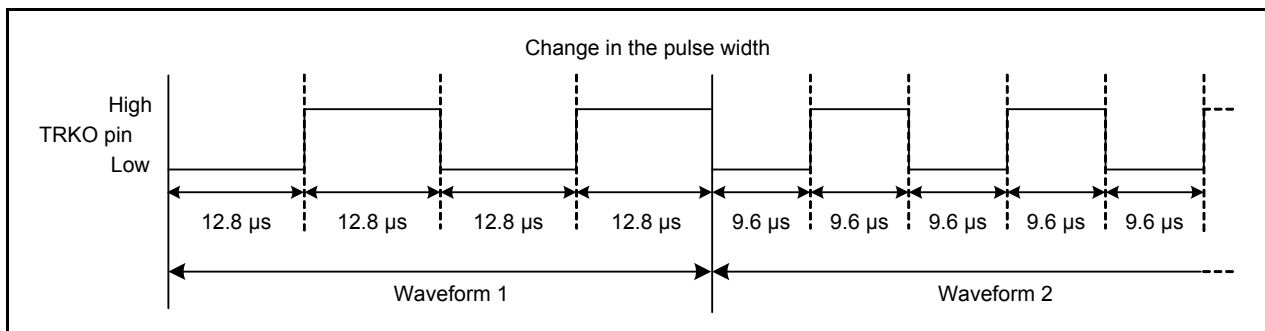 Change in the pulse width
High
TRKO pin
Low
12.8 µs 12.8 µs 12.8 µs 12.8 µs 9.6 µs 9.6 µs 9.6 µs 9.6 µs 9.6 µs
Waveform 1 Waveform 2